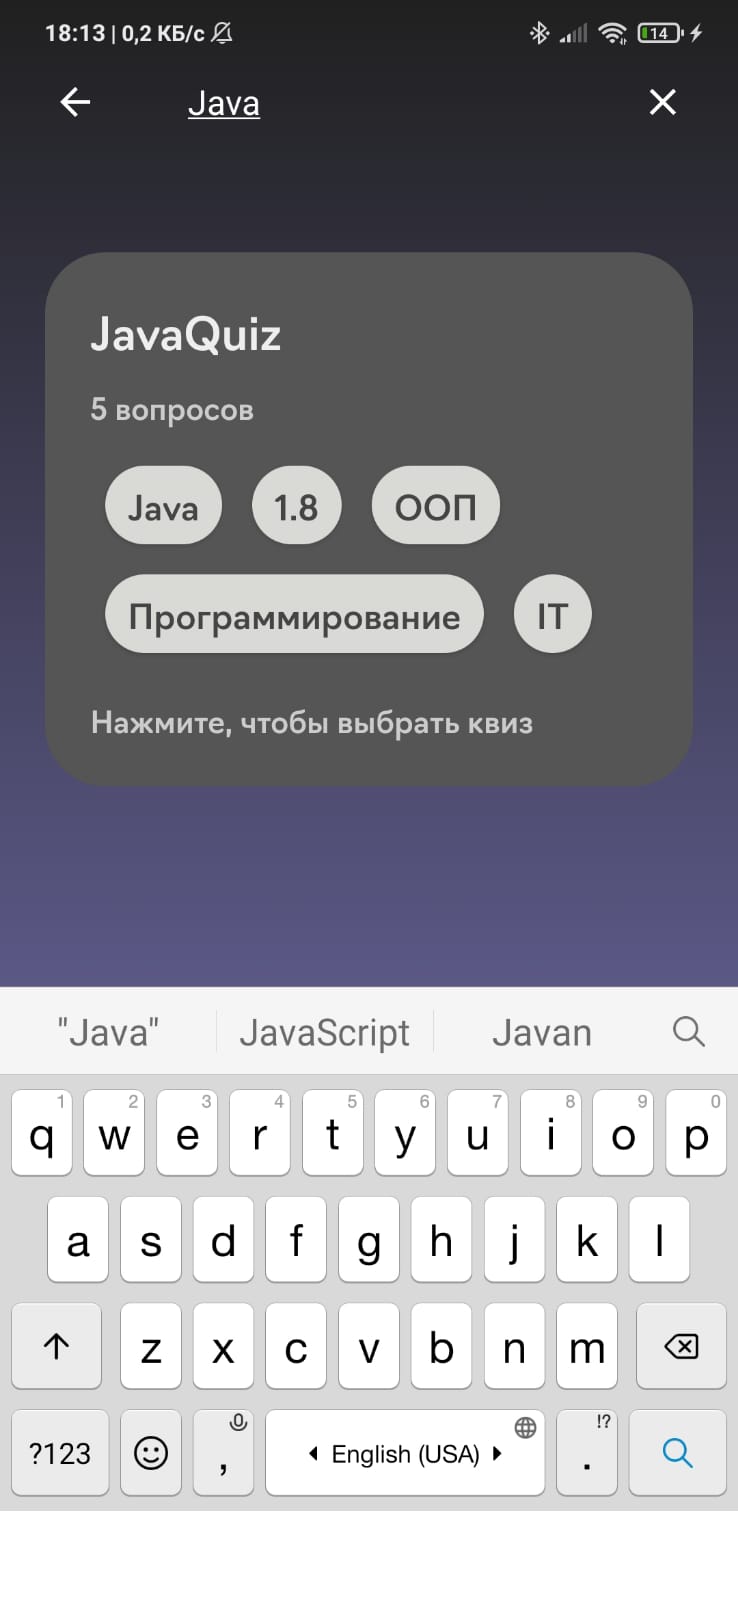 18:13 | 0,2 КБ/с 14
Java
JavaQuiz
5 вопросов
Java 1.8 ООП
Программирование IT
Нажмите, чтобы выбрать квиз
"Java" JavaScript Javan
1 2 3 4 5 6 7 8 9 0
q w e r t y u i o p
a s d f g h j k l
z x c v b n m
!?
?123 , English (USA) .